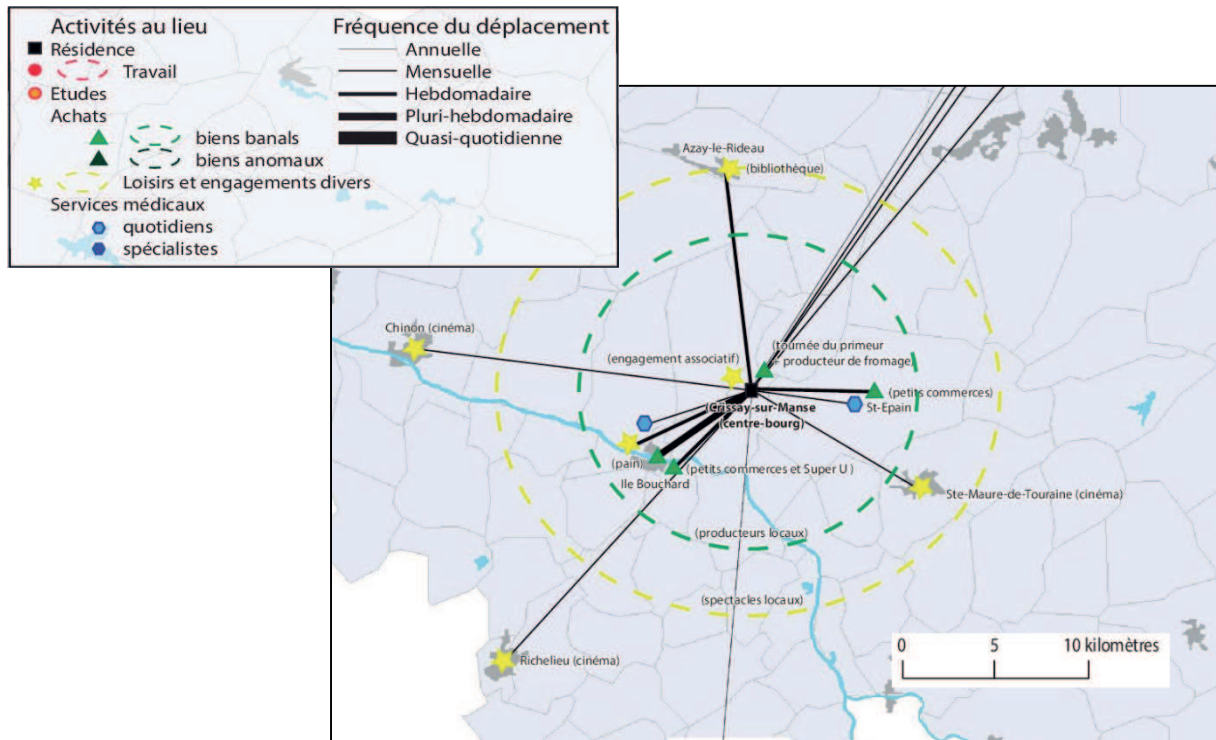 Activités au lieu
Résidence
Travail
Etudes
Achats
biens banals
biens anomaux
Loisirs et engagements divers
Services médicaux
quotidiens
spécialistes
Fréquence du déplacement
Annuelle
Mensuelle
Hebdomadaire
Pluri-hebdomadaire
Quasi-quotidienne
Azay-le-Rideau
(bibliothèque)
Chinon (cinéma)
(engagement associatif)
(tournée du primeur
+ producteur de fromage)
(petits commerces)
St-Epain
(Crissay-sur-Manse
(centre-bourg)
(pain)
(petits commerces et Super U )
Ile Bouchard
Ste-Maure-de-Touraine (cinéma)
(producteurs locaux)
(spectacles locaux)
Richelieu (cinéma)
0 5 10 kilomètres